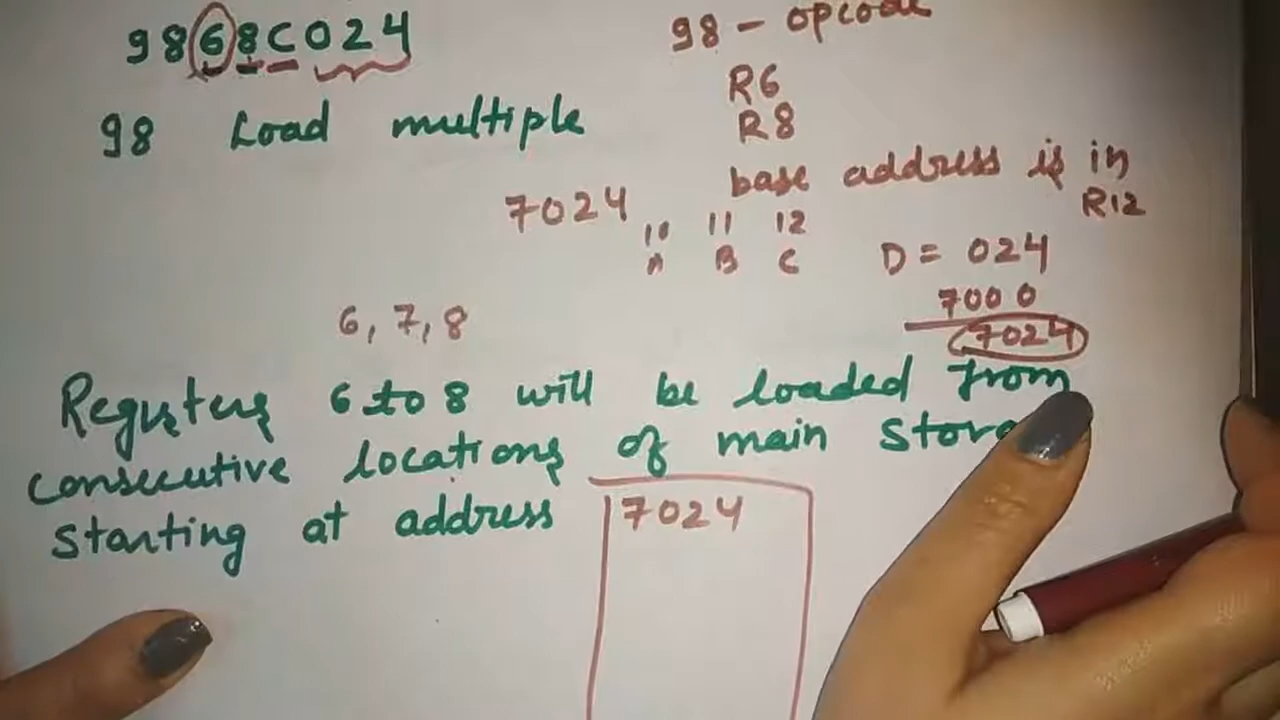 9868C024
98 - opcode
98 Load multiple
R6
R8
base address is in
R12
7024
10 11 12
A B C
D = 024
7000
7024
6, 7, 8
Registers 6 to 8 will be loaded from
consecutive locations of main
starting at address 7024